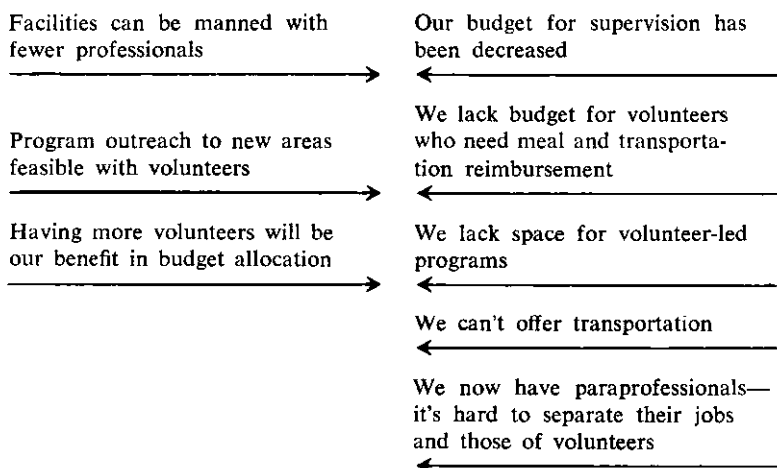 Facilities can be manned with
fewer professionals
Program outreach to new areas
feasible with volunteers
Having more volunteers will be
our benefit in budget allocation
Our budget for supervision has
been decreased
We lack budget for volunteers
who need meal and transporta-
tion reimbursement
We lack space for volunteer-led
programs
We can't offer transportation
We now have paraprofessionals—
it's hard to separate their jobs
and those of volunteers